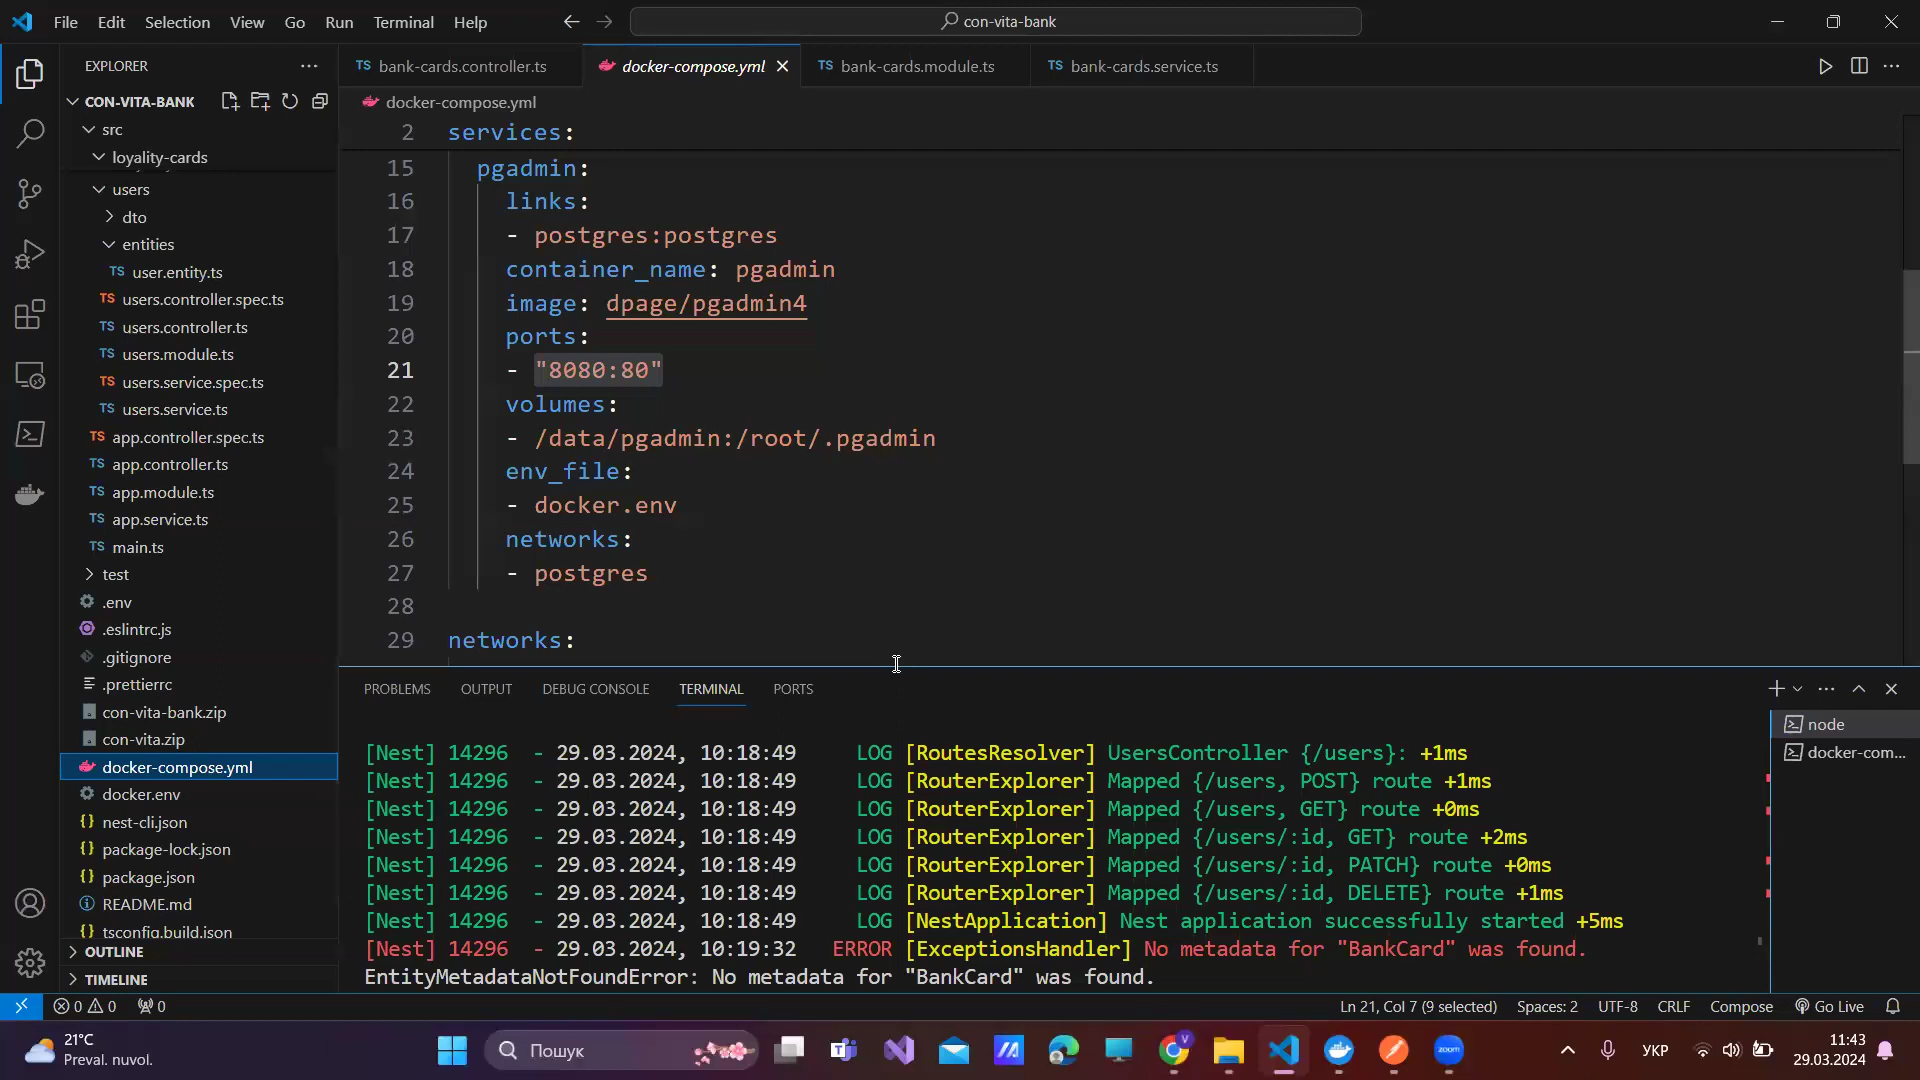 File Edit Selection View Go Run Terminal Help
con-vita-bank
EXPLORER
CON-VITA-BANK
src
loyality-cards
users
dto
entities
TS user.entity.ts
TS users.controller.spec.ts
TS users.controller.ts
TS users.module.ts
TS users.service.spec.ts
TS users.service.ts
TS app.controller.spec.ts
TS app.controller.ts
TS app.module.ts
TS app.service.ts
TS main.ts
test
.env
.eslintrc.js
.gitignore
.prettierrc
con-vita-bank.zip
con-vita.zip
docker-compose.yml
docker.env
{} nest-cli.json
{} package-lock.json
{} package.json
README.md
tsconfig.build.json
OUTLINE
TIMELINE
TS bank-cards.controller.ts
docker-compose.yml
TS bank-cards.module.ts
TS bank-cards.service.ts
docker-compose.yml
2 services:
15 pgadmin:
16 links:
17 - postgres:postgres
18 container_name: pgadmin
19 image: dpage/pgadmin4
20 ports:
21 - "8080:80"
22 volumes:
23 - /data/pgadmin:/root/.pgadmin
24 env_file:
25 - docker.env
26 networks:
27 - postgres
28
29 networks:
PROBLEMS OUTPUT DEBUG CONSOLE TERMINAL PORTS
node
docker-com...
[Nest] 14296 - 29.03.2024, 10:18:49 LOG [RoutesResolver] UsersController {/users}: +1ms
[Nest] 14296 - 29.03.2024, 10:18:49 LOG [RouterExplorer] Mapped {/users, POST} route +1ms
[Nest] 14296 - 29.03.2024, 10:18:49 LOG [RouterExplorer] Mapped {/users, GET} route +0ms
[Nest] 14296 - 29.03.2024, 10:18:49 LOG [RouterExplorer] Mapped {/users/:id, GET} route +2ms
[Nest] 14296 - 29.03.2024, 10:18:49 LOG [RouterExplorer] Mapped {/users/:id, PATCH} route +0ms
[Nest] 14296 - 29.03.2024, 10:18:49 LOG [RouterExplorer] Mapped {/users/:id, DELETE} route +1ms
[Nest] 14296 - 29.03.2024, 10:18:49 LOG [NestApplication] Nest application successfully started +5ms
[Nest] 14296 - 29.03.2024, 10:19:32 ERROR [ExceptionsHandler] No metadata for "BankCard" was found.
EntityMetadataNotFoundError: No metadata for "BankCard" was found.
0 0 0
Ln 21, Col 7 (9 selected) Spaces: 2 UTF-8 CRLF Compose Go Live
21°C
Preval. nuvol.
Пошук
zoom
УКР
11:43
29.03.2024